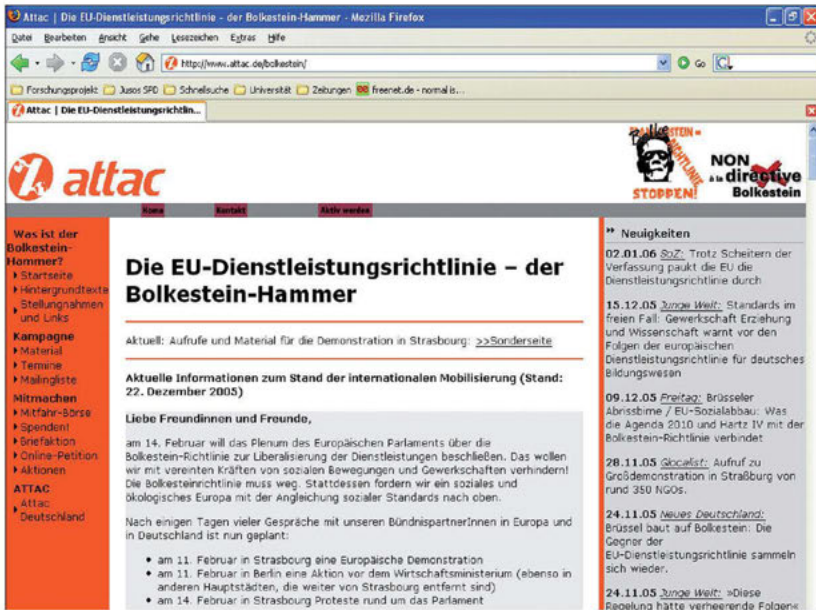 Attac | Die EU-Dienstleistungsrichtlinie - der Bolkestein-Hammer - Mozilla Firefox
Datei Bearbeiten Ansicht Gehe Lesezeichen Extras Hilfe
http://www.attac.de/bolkestein/
Go
Forschungsprojekt Jusos SPD Schnellsuche Universität Zeitungen freenet.de - normal is...
Attac | Die EU-Dienstleistungsrichtlin...
attac
BOLKESTEIN =
RICHTLINIE
STOPPEN!
NON
à la directive
Bolkestein
Home Kontakt Aktiv werden
Was ist der
Bolkestein-
Hammer?
Startseite
Hintergrundtexte
Stellungnahmen
und Links
Kampagne
Material
Termine
Mailingliste
Mitmachen
Mitfahr-Börse
Spenden!
Briefaktion
Online-Petition
Aktionen
ATTAC
Attac
Deutschland
Die EU-Dienstleistungsrichtlinie – der
Bolkestein-Hammer
Aktuell: Aufrufe und Material für die Demonstration in Strasbourg: >>Sonderseite
Aktuelle Informationen zum Stand der internationalen Mobilisierung (Stand:
22. Dezember 2005)
Liebe Freundinnen und Freunde,
am 14. Februar will das Plenum des Europäischen Parlaments über die
Bolkestein-Richtlinie zur Liberalisierung der Dienstleistungen beschließen. Das wollen
wir mit vereinten Kräften von sozialen Bewegungen und Gewerkschaften verhindern!
Die Bolkesteinrichtlinie muss weg. Stattdessen fordern wir ein soziales und
ökologisches Europa mit der Angleichung sozialer Standards nach oben.
Nach einigen Tagen vieler Gespräche mit unseren BündnispartnerInnen in Europa und
in Deutschland ist nun geplant:
• am 11. Februar in Strasbourg eine Europäische Demonstration
• am 11. Februar in Berlin eine Aktion vor dem Wirtschaftsministerium (ebenso in
anderen Hauptstädten, die weiter von Strasbourg entfernt sind)
• am 14. Februar in Strasbourg Proteste rund um das Parlament
Neuigkeiten
02.01.06 SoZ: Trotz Scheitern der
Verfassung paukt die EU die
Dienstleistungsrichtlinie durch
15.12.05 Junge Welt: Standards im
freien Fall: Gewerkschaft Erziehung
und Wissenschaft warnt vor den
Folgen der europäischen
Dienstleistungsrichtlinie für deutsches
Bildungswesen
09.12.05 Freitag: Brüsseler
Abrissbirne / EU-Sozialabbau: Was
die Agenda 2010 und Hartz IV mit der
Bolkestein-Richtlinie verbindet
28.11.05 Glocalist: Aufruf zu
Großdemonstration in Straßburg von
rund 350 NGOs.
24.11.05 Neues Deutschland:
Brüssel baut auf Bolkestein: Die
Gegner der
EU-Dienstleistungsrichtlinie sammeln
sich wieder.
24.11.05 Junge Welt: »Diese
Regelung hätte verheerende Folgen«